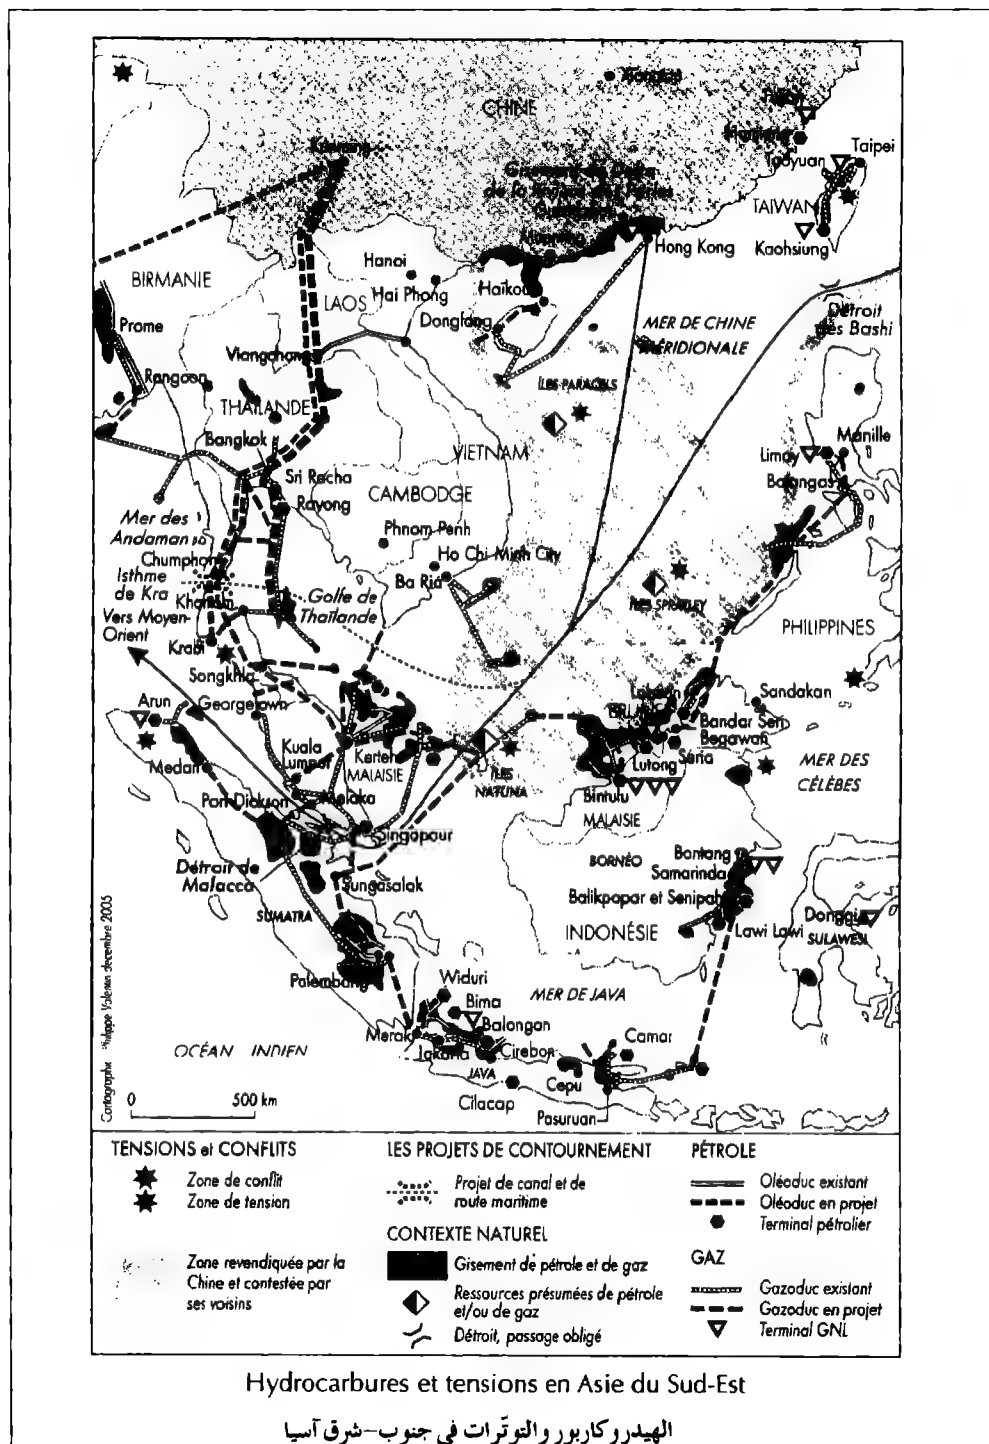 CHINE
Taipei
Taoyuan
TAIWAN
Kaohsiung
Hong Kong
Hanoi
BIRMANIE
LAOS
Hai Phong
Haikou
Dongfang
MER DE CHINE
MÉRIDIONALE
Détroit
des Bashi
Prome
Viangchan
ÎLES PARACELS
Rangoon
THAÏLANDE
Bangkok
VIETNAM
Limay
Manille
Batangas
Sri Racha
Rayong
CAMBODGE
Mer des
Andaman
Phnom Penh
Chumphon
Ho Chi Minh City
Isthme
de Kra
Ba Ria
Khanom
Golfe de
Thaïlande
ÎLES SPRATLEY
Vers Moyen-
Orient
PHILIPPINES
Krabi
Songkhla
Arun
Georgetown
Sandakan
Bandar Seri
Begawan
Kuala
Lumpur
Kerteh
MALAISIE
Seria
Lutong
MER DES
CÉLÈBES
Medan
ÎLES
NATUNA
Port Dickson
Melaka
Bintulu
MALAISIE
Singapour
BORNÉO
Bontang
Samarinda
Détroit de
Malacca
Sungasalak
Balikpapar et Senipah
SUMATRA
INDONÉSIE
Lawi Lawi
Donggi
SULAWESI
Palembang
Widuri
MER DE JAVA
Bima
Balongan
Merak
Camar
OCÉAN INDIEN
Jakarta
Cirebon
JAVA
Cepu
Cilacap
Pasuruan
0 500 km
Cartographie Philippe Valentin decembre 2005
TENSIONS et CONFLITS
Zone de conflit
Zone de tension
Zone revendiquée par la
Chine et contestée par
ses voisins
LES PROJETS DE CONTOURNEMENT
Projet de canal et de
route maritime
CONTEXTE NATUREL
Gisement de pétrole et de gaz
Ressources présumées de pétrole
et/ou de gaz
Détroit, passage obligé
PÉTROLE
Oléoduc existant
Oléoduc en projet
Terminal pétrolier
GAZ
Gazoduc existant
Gazoduc en projet
Terminal GNL
Hydrocarbures et tensions en Asie du Sud-Est
الهيدروكاربور والتوتّرات في جنوب-شرق آسيا